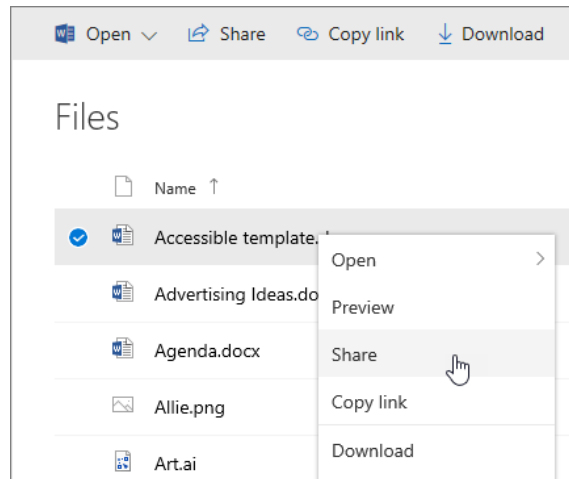 Open Share Copy link Download
Files
Name
Accessible template.
Open
Advertising Ideas.do
Preview
Agenda.docx
Share
Allie.png
Copy link
Art.ai
Download